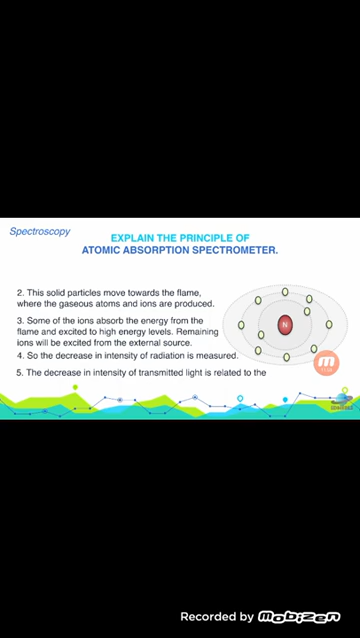 Spectroscopy
EXPLAIN THE PRINCIPLE OF
ATOMIC ABSORPTION SPECTROMETER.
2. This solid particles move towards the flame,
where the gaseous atoms and ions are produced.
3. Some of the ions absorb the energy from the
flame and excited to high energy levels. Remaining
ions will be excited from the external source.
4. So the decrease in intensity of radiation is measured.
5. The decrease in intensity of transmitted light is related to the
N
m
Recorded by mobizen